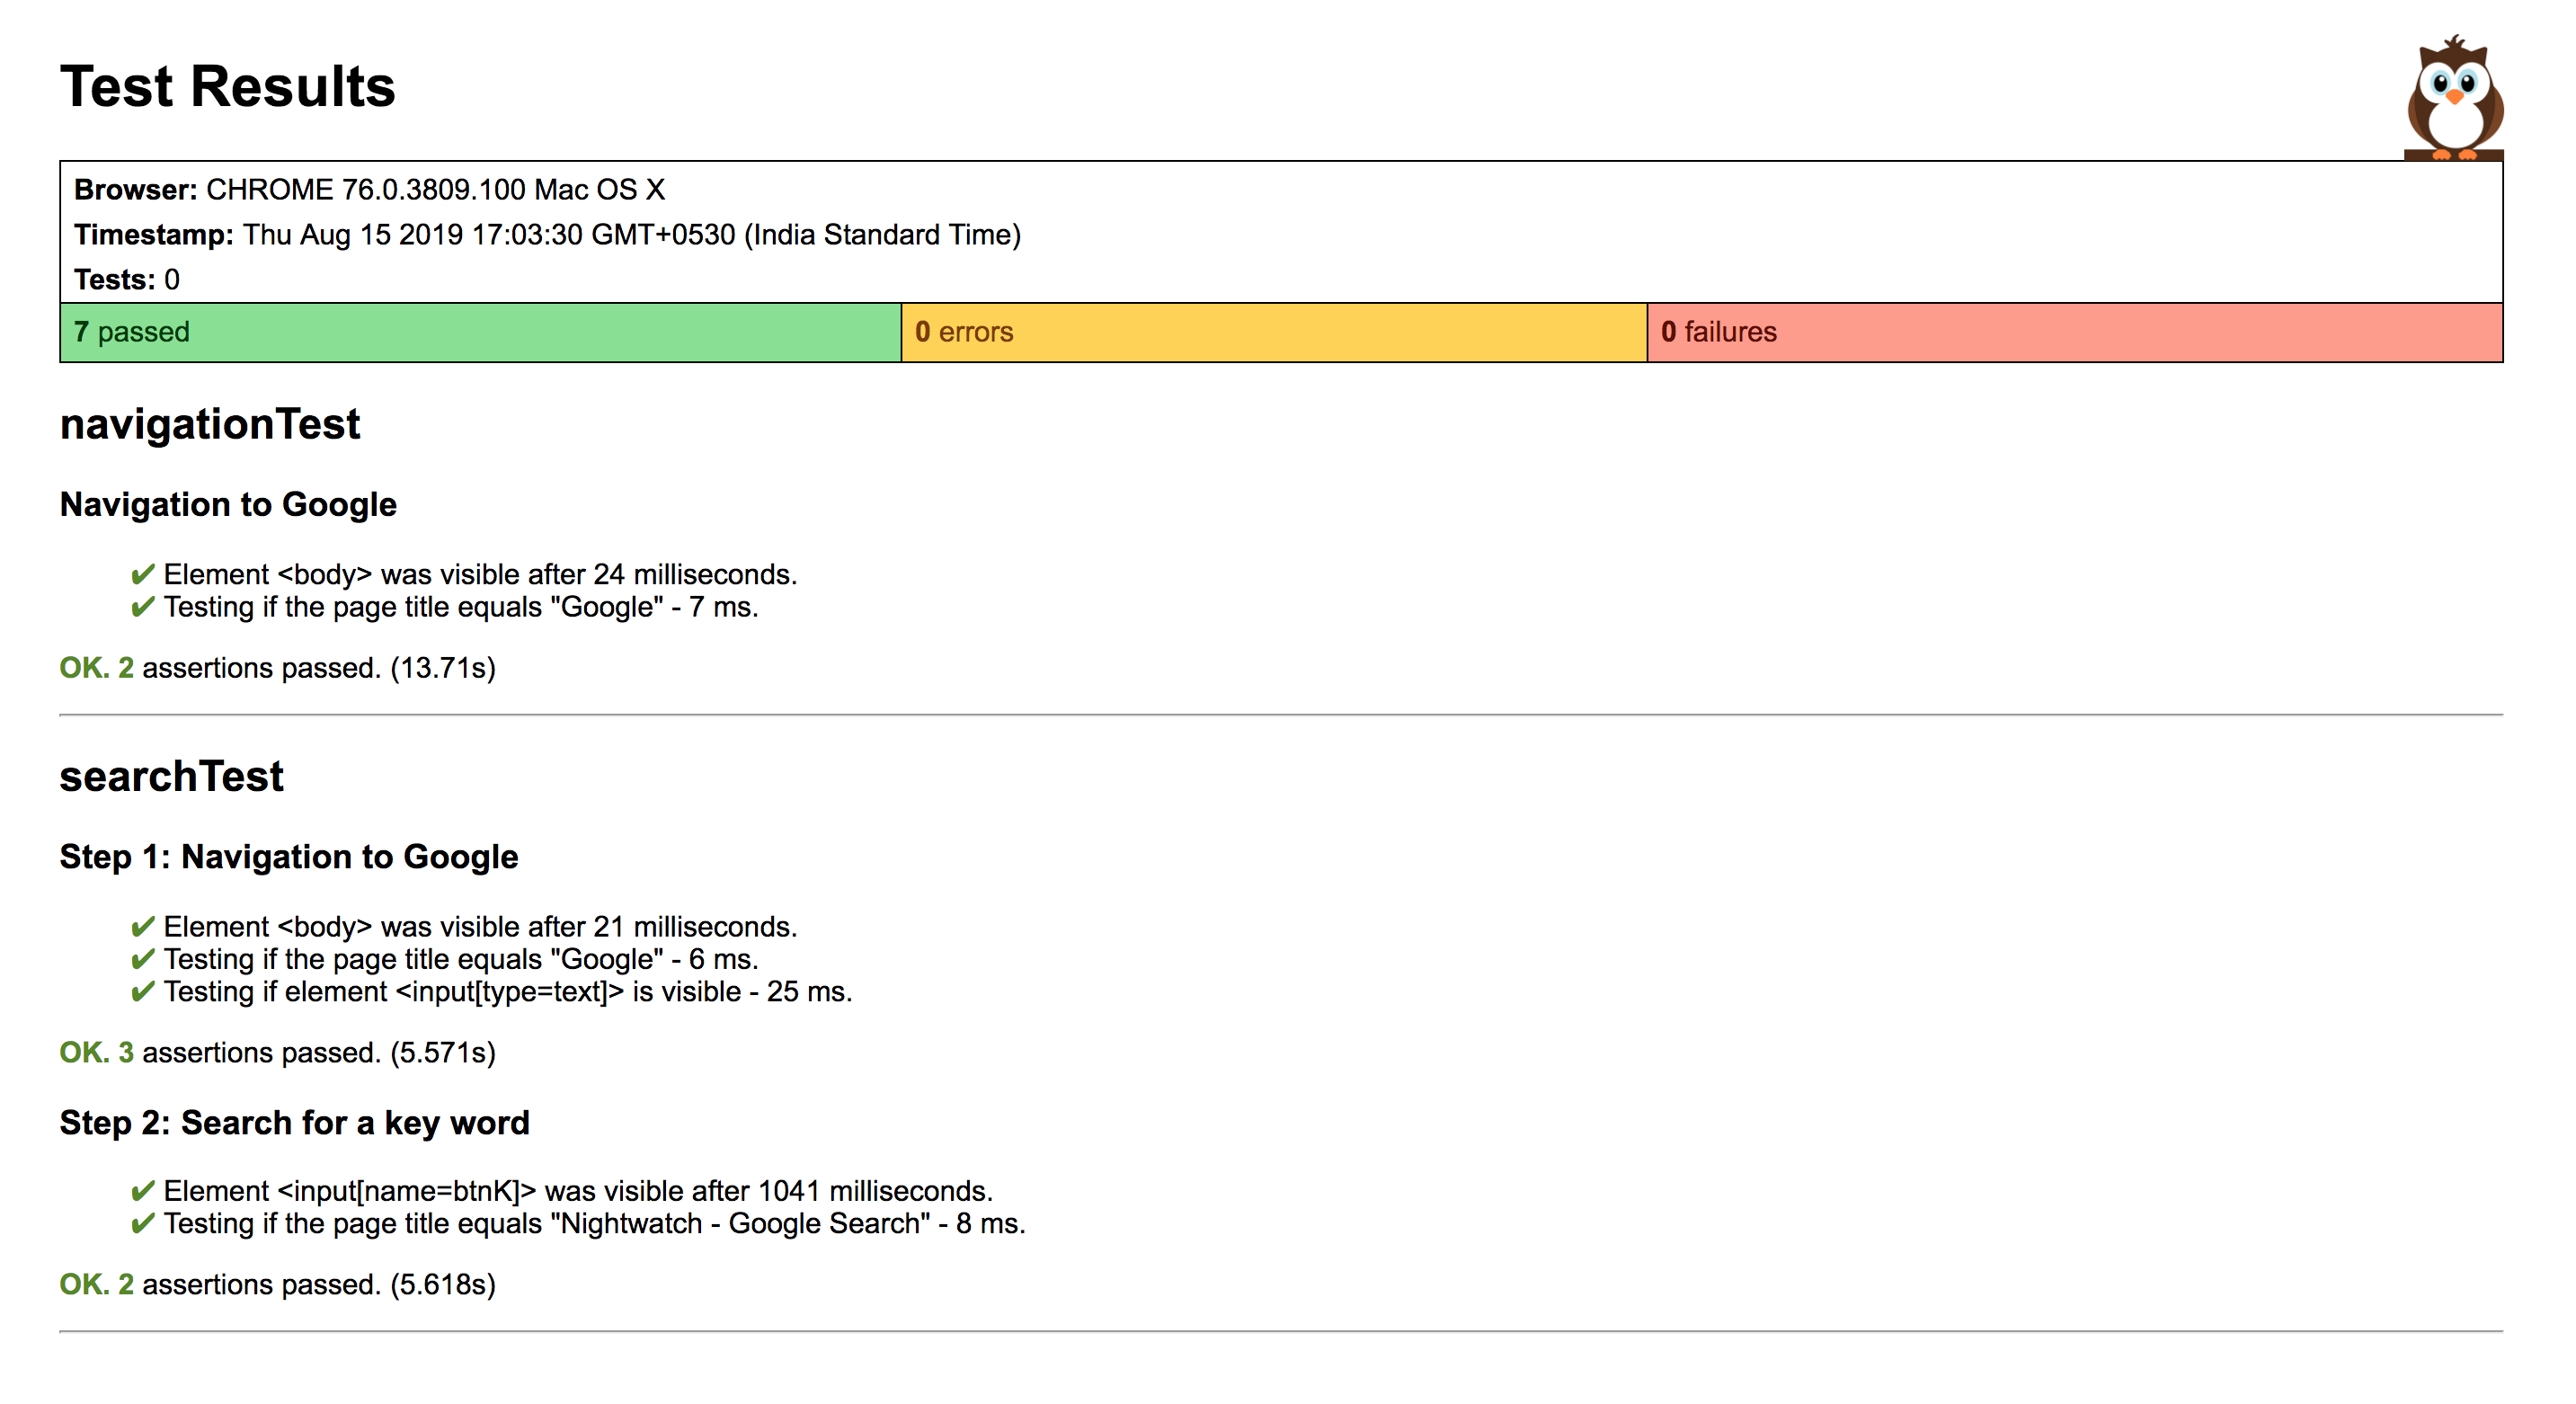 Test Results
Browser: CHROME 76.0.3809.100 Mac OS X
Timestamp: Thu Aug 15 2019 17:03:30 GMT+0530 (India Standard Time)
Tests: 0
7 passed 0 errors 0 failures
navigationTest
Navigation to Google
✔ Element <body> was visible after 24 milliseconds.
✔ Testing if the page title equals "Google" - 7 ms.
OK. 2 assertions passed. (13.71s)
searchTest
Step 1: Navigation to Google
✔ Element <body> was visible after 21 milliseconds.
✔ Testing if the page title equals "Google" - 6 ms.
✔ Testing if element <input[type=text]> is visible - 25 ms.
OK. 3 assertions passed. (5.571s)
Step 2: Search for a key word
✔ Element <input[name=btnK]> was visible after 1041 milliseconds.
✔ Testing if the page title equals "Nightwatch - Google Search" - 8 ms.
OK. 2 assertions passed. (5.618s)